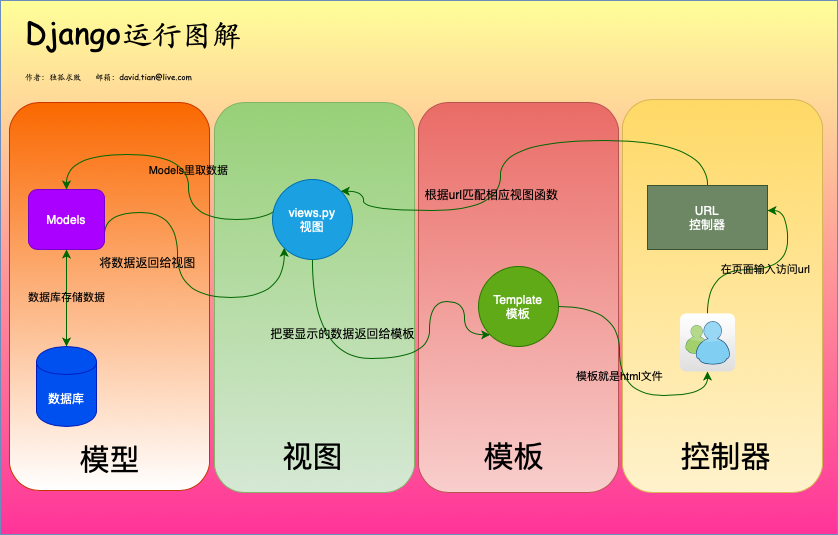 Django运行图解
作者：独孤求败 邮箱：david.tian@live.com
Models里取数据
根据url匹配相应视图函数
Models
views.py
视图
URL
控制器
将数据返回给视图
在页面输入访问url
数据库存储数据
Template
模板
把要显示的数据返回给模板
模板就是html文件
数据库
模型
视图
模板
控制器